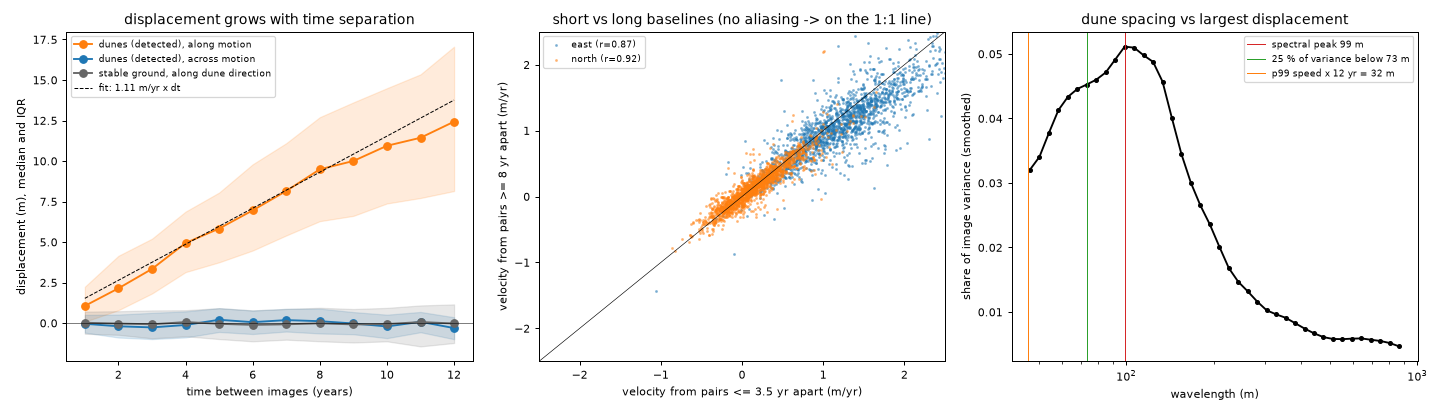 displacement grows with time separation
17.5
15.0
12.5
10.0
7.5
5.0
2.5
0.0
displacement (m), median and IQR
dunes (detected), along motion
dunes (detected), across motion
stable ground, along dune direction
fit: 1.11 m/yr x dt
2
4
6
8
10
12
time between images (years)
short vs long baselines (no aliasing -> on the 1:1 line)
2
1
0
−1
−2
velocity from pairs >= 8 yr apart (m/yr)
east (r=0.87)
north (r=0.92)
−2
−1
0
1
2
velocity from pairs <= 3.5 yr apart (m/yr)
dune spacing vs largest displacement
0.05
0.04
0.03
0.02
0.01
share of image variance (smoothed)
spectral peak 99 m
25 % of variance below 73 m
p99 speed x 12 yr = 32 m
10²
10³
wavelength (m)